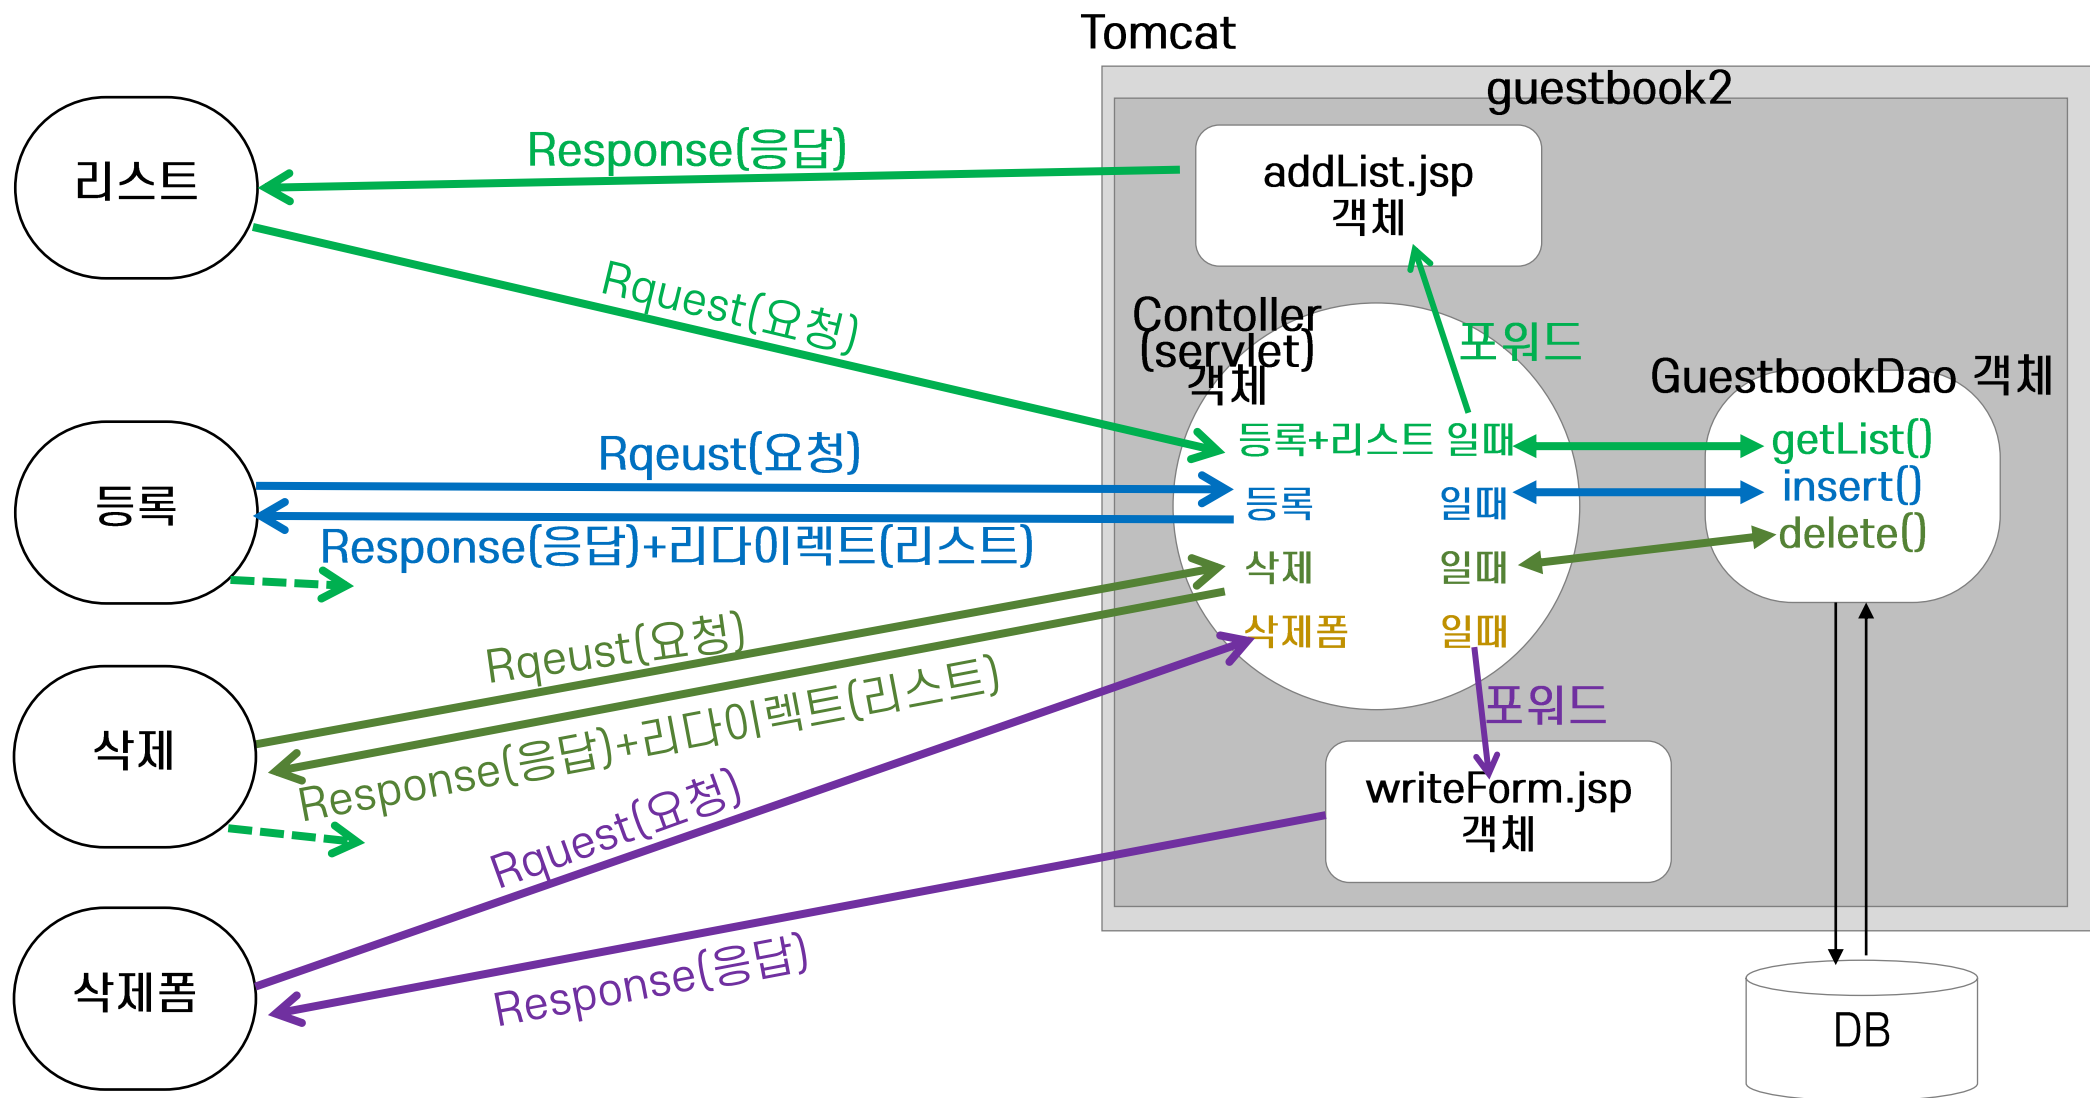 Tomcat
guestbook2
리스트
Response(응답)
addList.jsp
객체
Rquest(요청)
Contoller
(servlet)
객체
포워드
GuestbookDao 객체
등록+리스트 일때
getList()
등록
Rqeust(요청)
등록 일때
insert()
Response(응답)+리다이렉트(리스트)
삭제 일때
delete()
삭제폼 일때
삭제
Rqeust(요청)
Response(응답)+리다이렉트(리스트)
포워드
writeForm.jsp
객체
Rquest(요청)
삭제폼
Response(응답)
DB